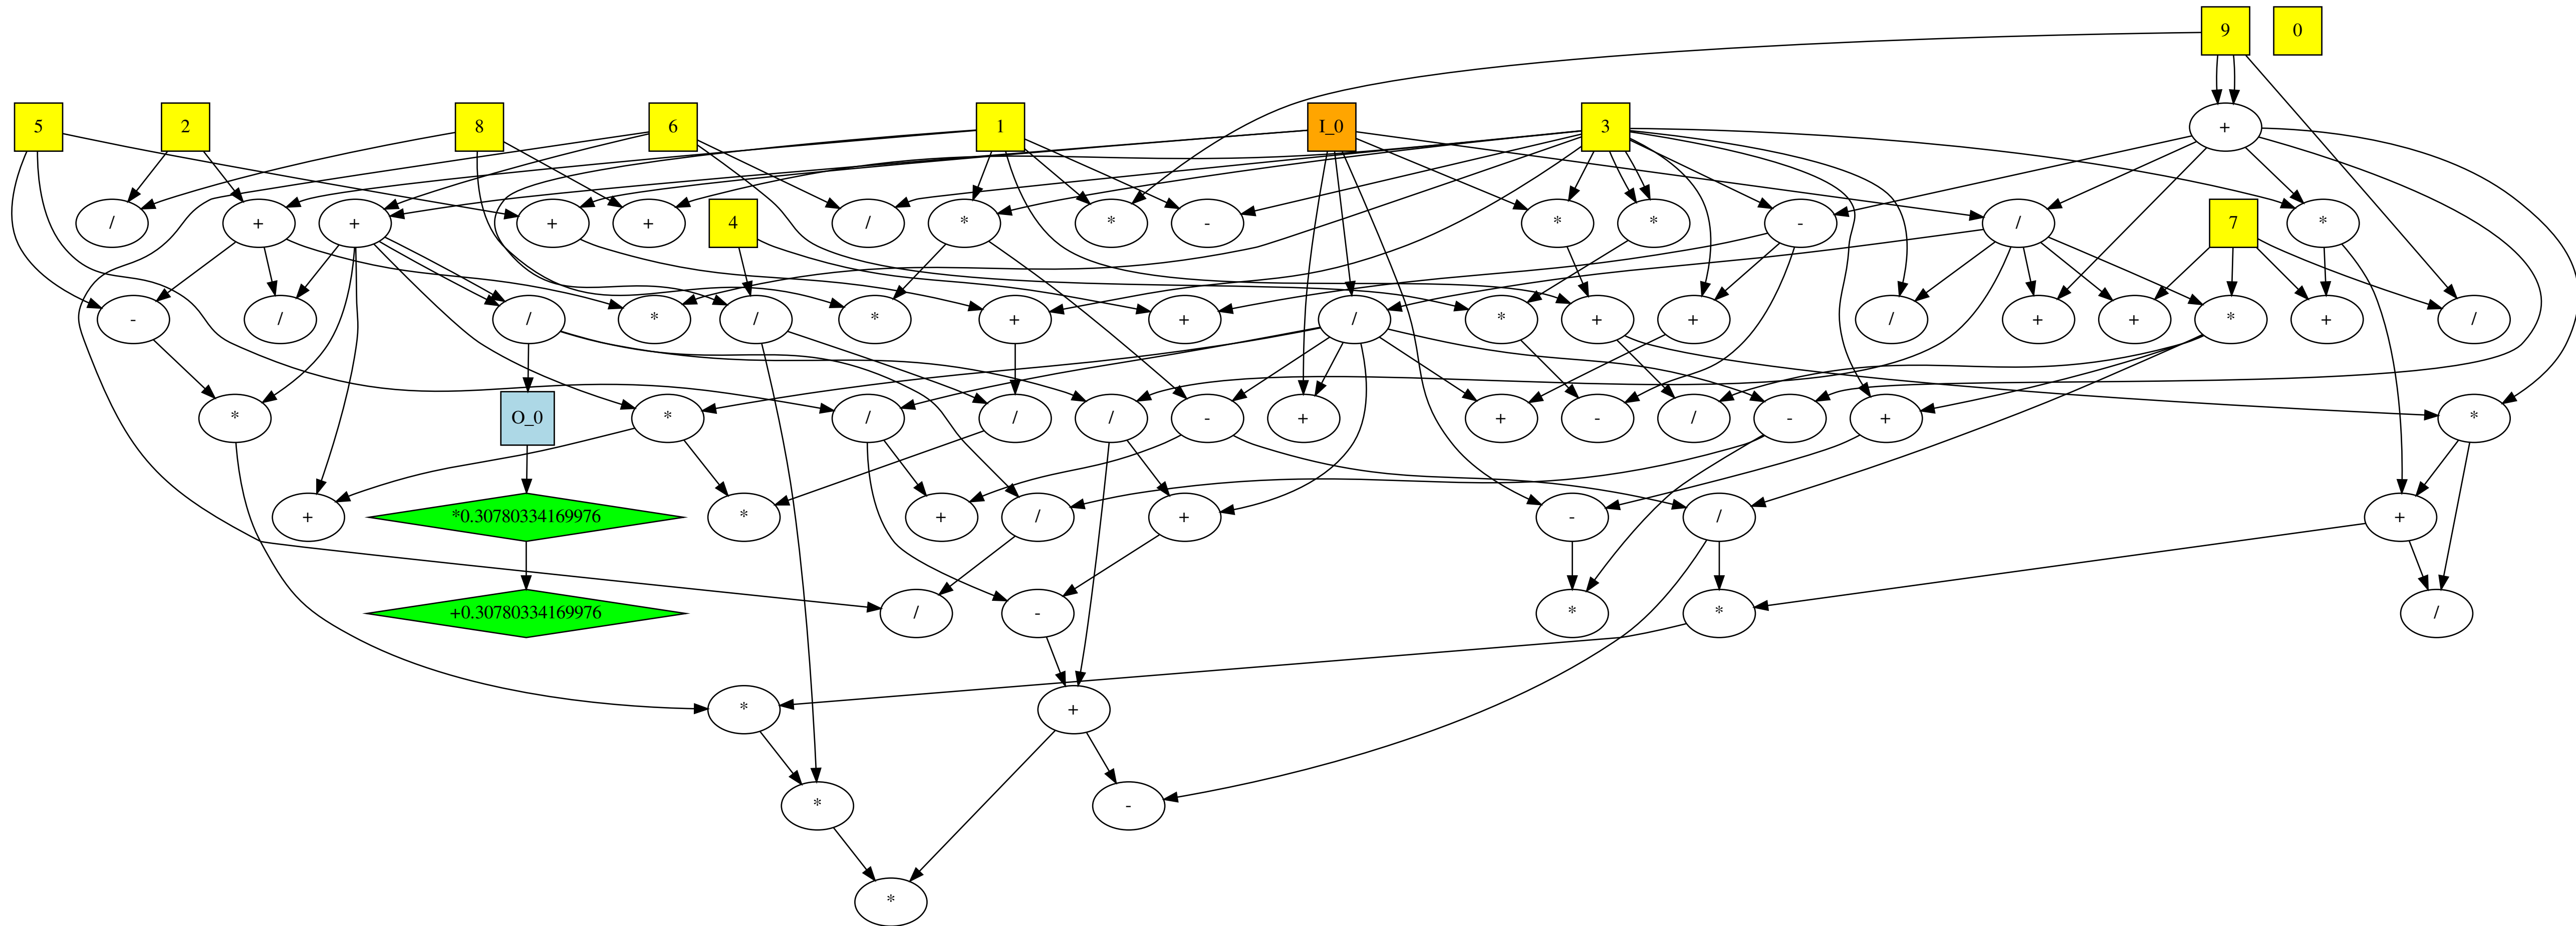 9 0
5 2 8 6 1 I_0 3 +
/ + + + + 4 / * * - * * - / 7 *
- / / * / * + + / * + + / + + * + /
* O_0 * / / / - + + - / - + *
+ *0.30780334169976 * + / + - / +
+0.30780334169976 / - * * /
* +
* -
*